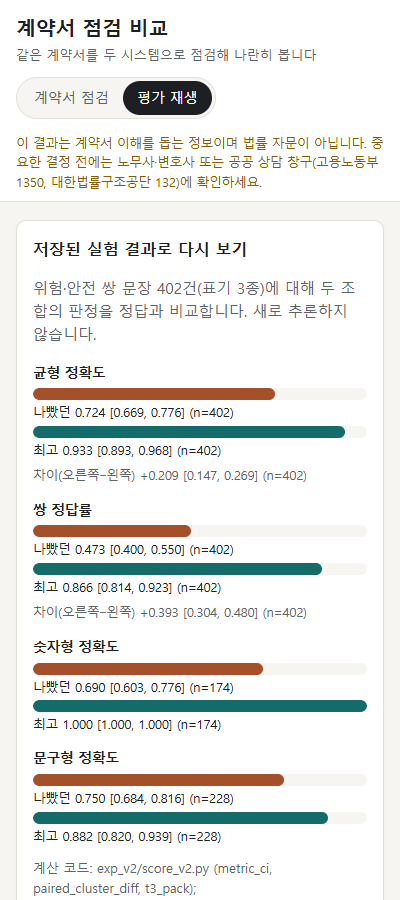 계약서 점검 비교
같은 계약서를 두 시스템으로 점검해 나란히 봅니다
계약서 점검
평가 재생
이 결과는 계약서 이해를 돕는 정보이며 법률 자문이 아닙니다. 중
요한 결정 전에는 노무사·변호사 또는 공공 상담 창구(고용노동부
1350, 대한법률구조공단 132)에 확인하세요.
저장된 실험 결과로 다시 보기
위험·안전 쌍 문장 402건(표기 3종)에 대해 두 조
합의 판정을 정답과 비교합니다. 새로 추론하지
않습니다.
균형 정확도
나빴던 0.724 [0.669, 0.776] (n=402)
최고 0.933 [0.893, 0.968] (n=402)
차이(오른쪽−왼쪽) +0.209 [0.147, 0.269] (n=402)
쌍 정답률
나빴던 0.473 [0.400, 0.550] (n=402)
최고 0.866 [0.814, 0.923] (n=402)
차이(오른쪽−왼쪽) +0.393 [0.304, 0.480] (n=402)
숫자형 정확도
나빴던 0.690 [0.603, 0.776] (n=174)
최고 1.000 [1.000, 1.000] (n=174)
문구형 정확도
나빴던 0.750 [0.684, 0.816] (n=228)
최고 0.882 [0.820, 0.939] (n=228)
계산 코드: exp_v2/score_v2.py (metric_ci,
paired_cluster_diff, t3_pack);